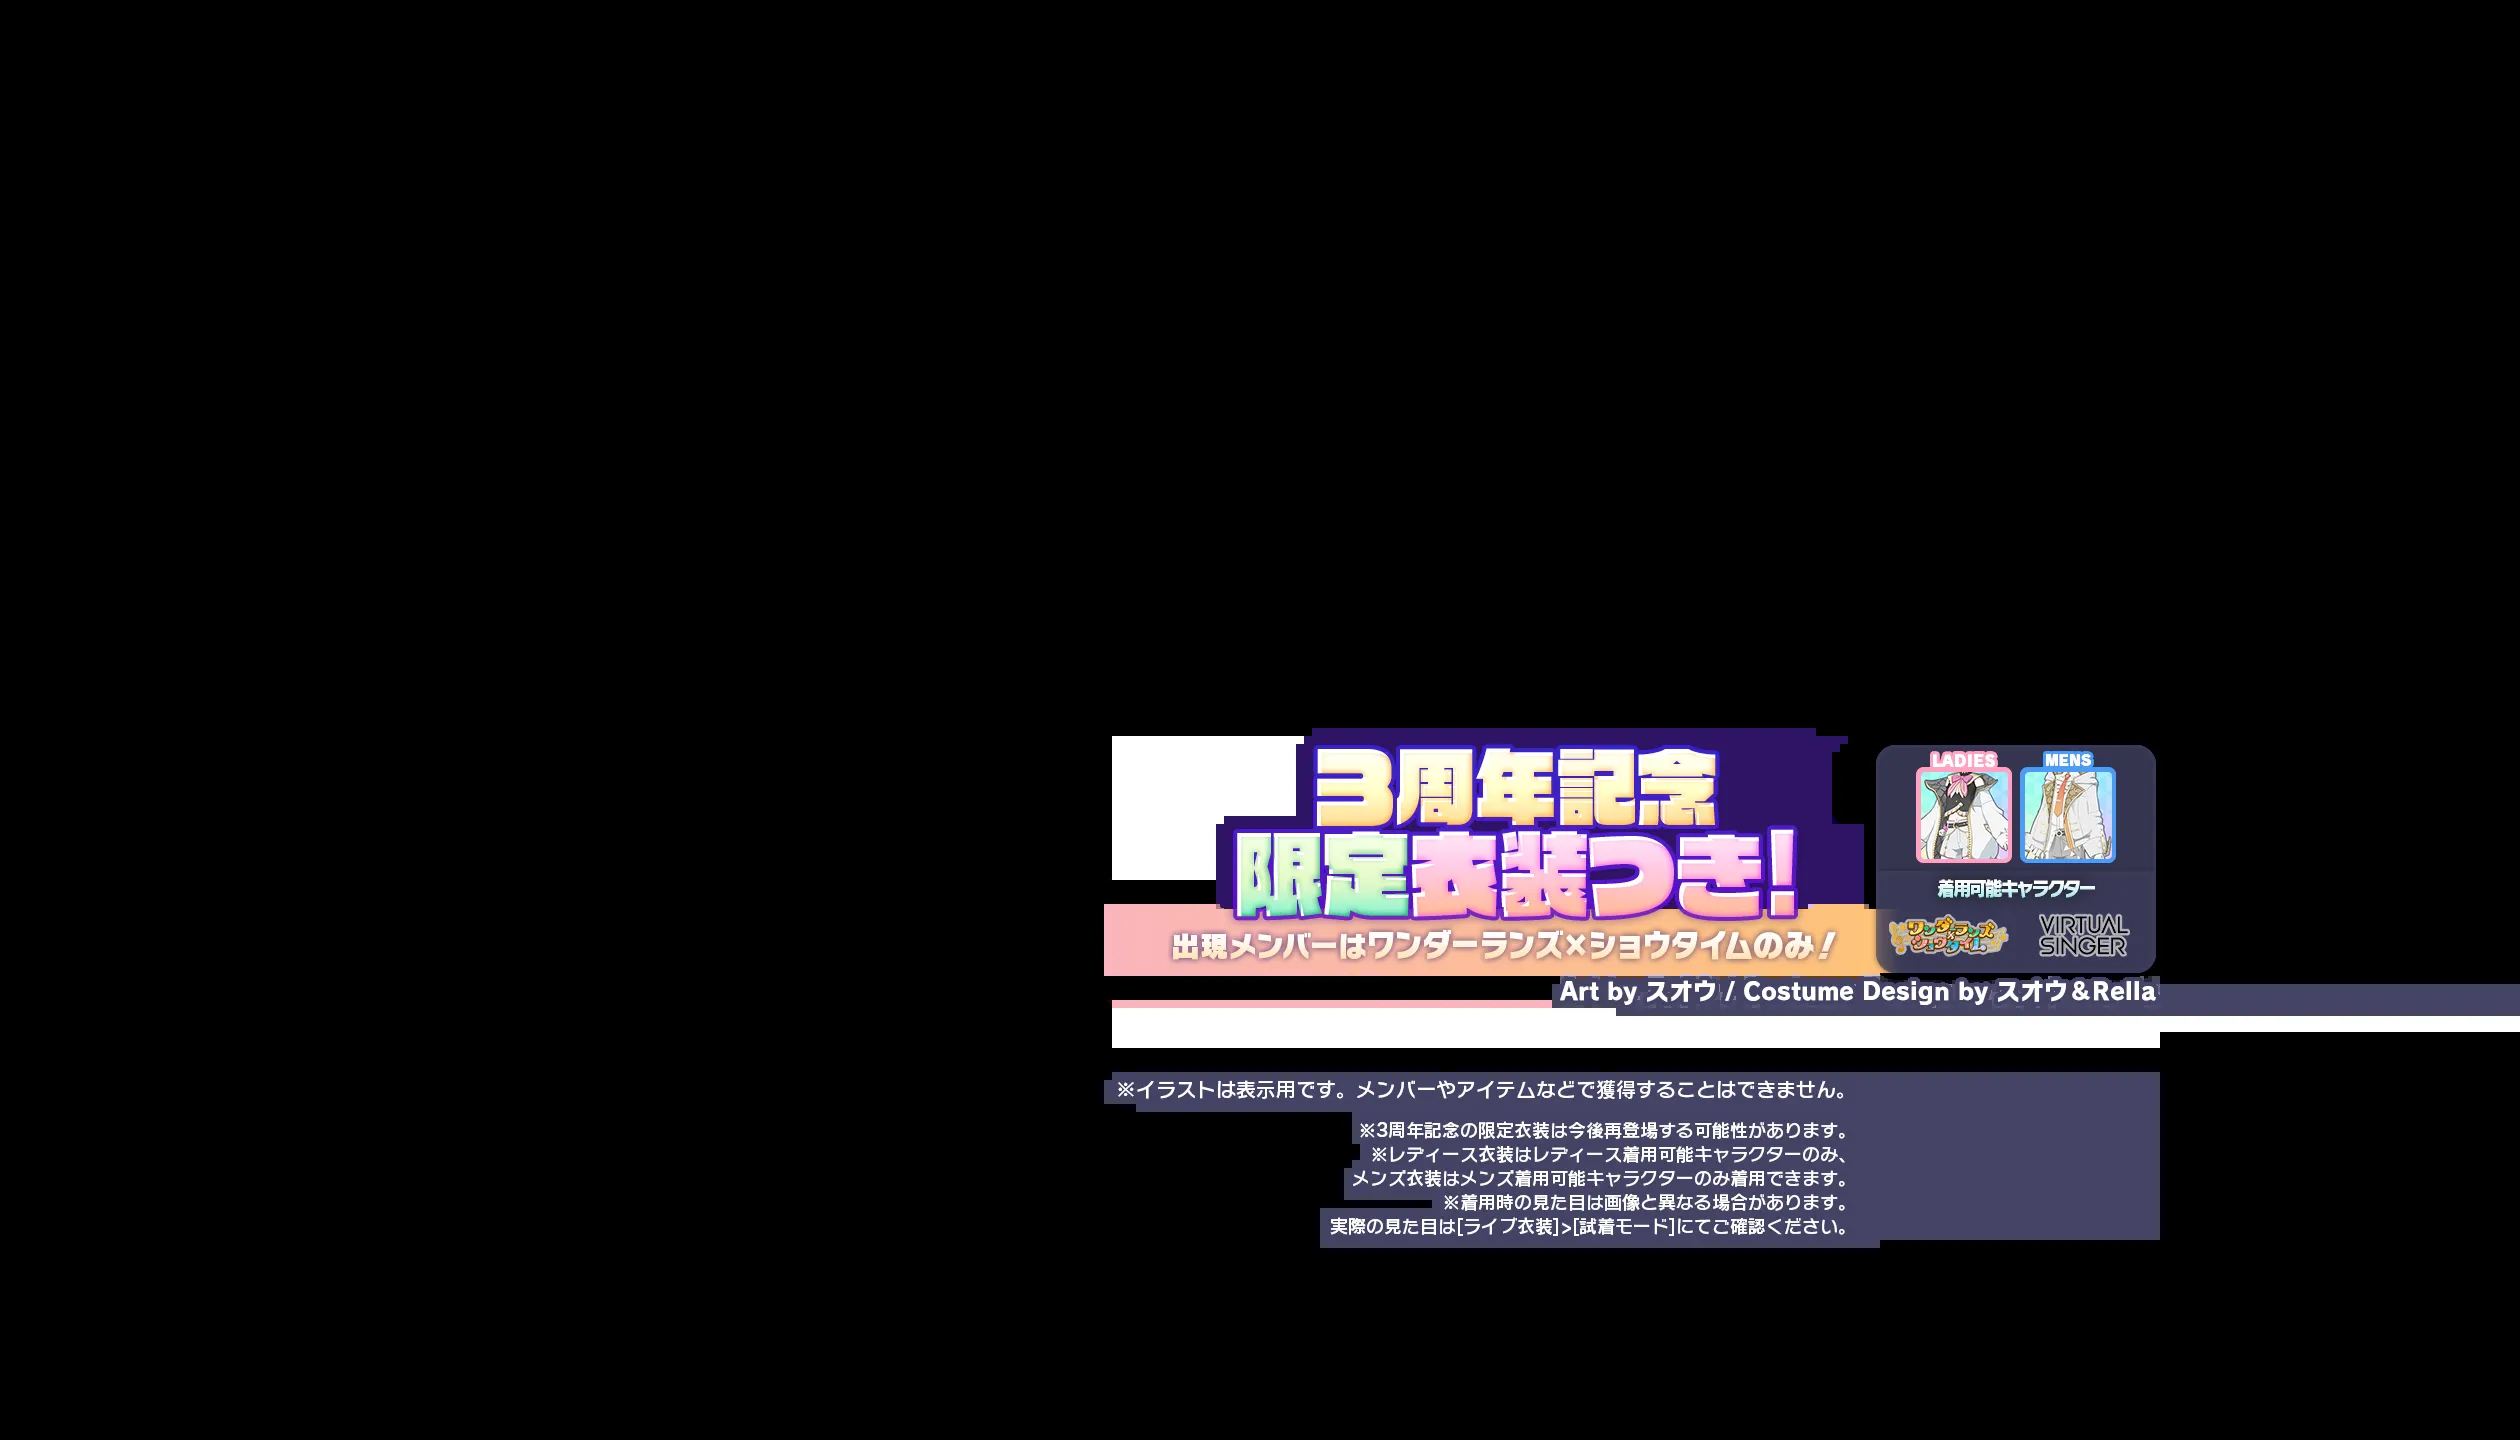 3周年記念
限定衣装つき!
出現メンバーはワンダーランズ×ショウタイムのみ!
LADIES
MENS
着用可能キャラクター
ワンダーランズ×ショウタイム
VIRTUAL SINGER
Art by スオウ / Costume Design by スオウ&Rella
※イラストは表示用です。メンバーやアイテムなどで獲得することはできません。
※3周年記念の限定衣装は今後再登場する可能性があります。
※レディース衣装はレディース着用可能キャラクターのみ、
メンズ衣装はメンズ着用可能キャラクターのみ着用できます。
※着用時の見た目は画像と異なる場合があります。
実際の見た目は[ライブ衣装]>[試着モード]にてご確認ください。